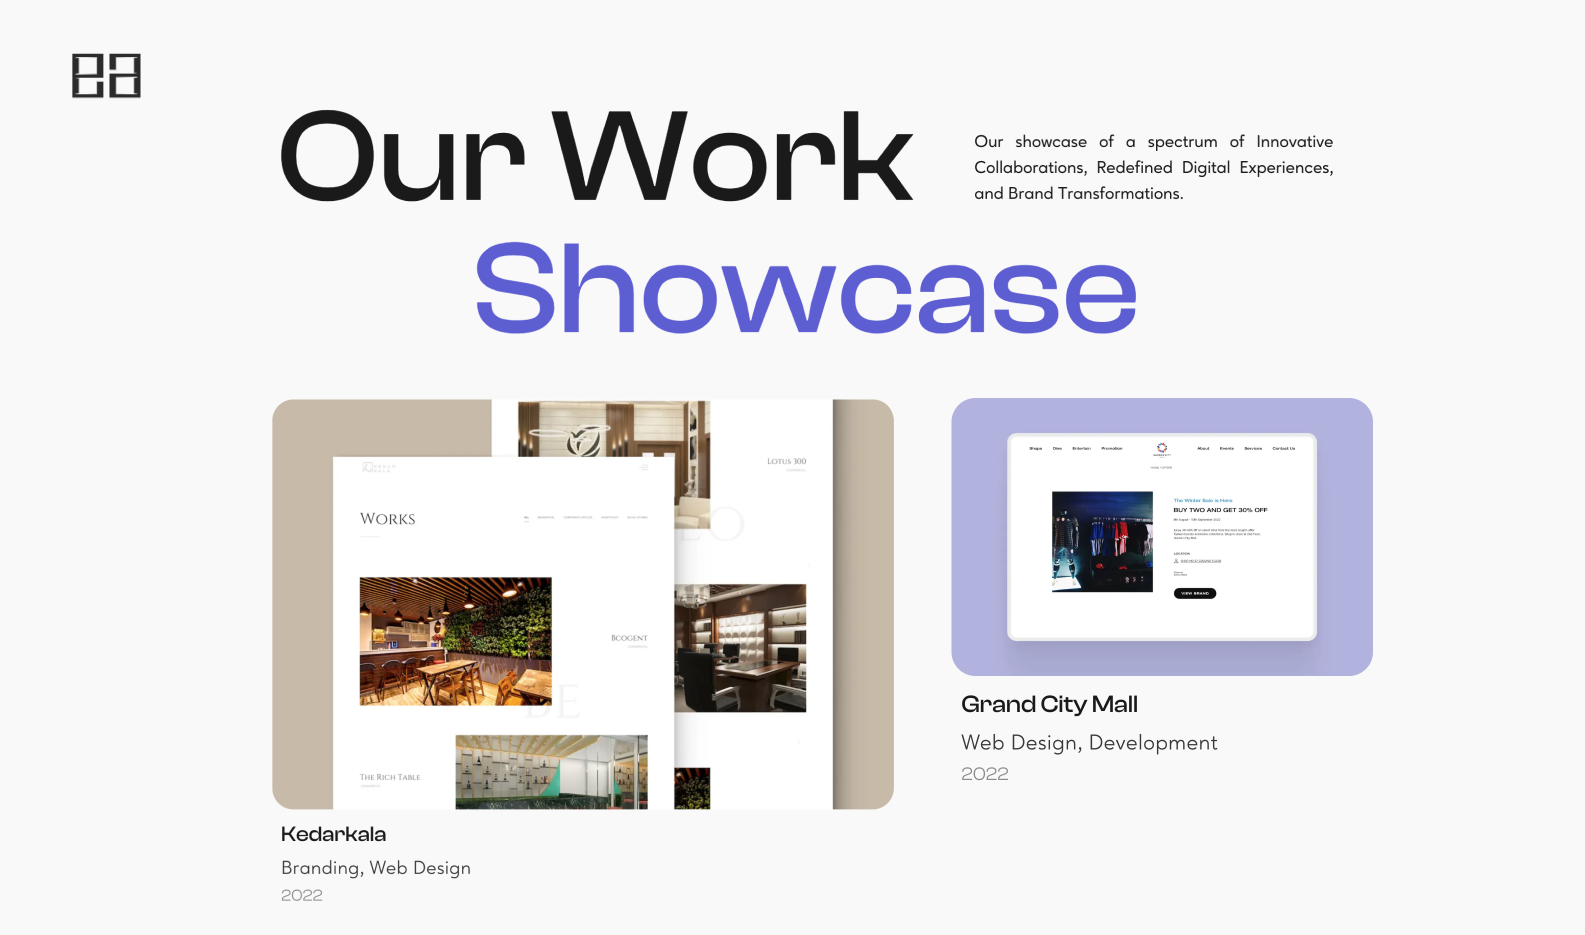 Our Work
Our showcase of a spectrum of Innovative
Collaborations, Redefined Digital Experiences,
and Brand Transformations.
Showcase
LOTUS 300
WORKS
BCOGENT
BE
THE RICH TABLE
Kedarkala
Branding, Web Design
2022
Shops Dine Entertain Promotion
About Events Services Contact Us
The Winter Sale is Here
BUY TWO AND GET 30% OFF
LOCATION
VIEW BRAND
Grand City Mall
Web Design, Development
2022